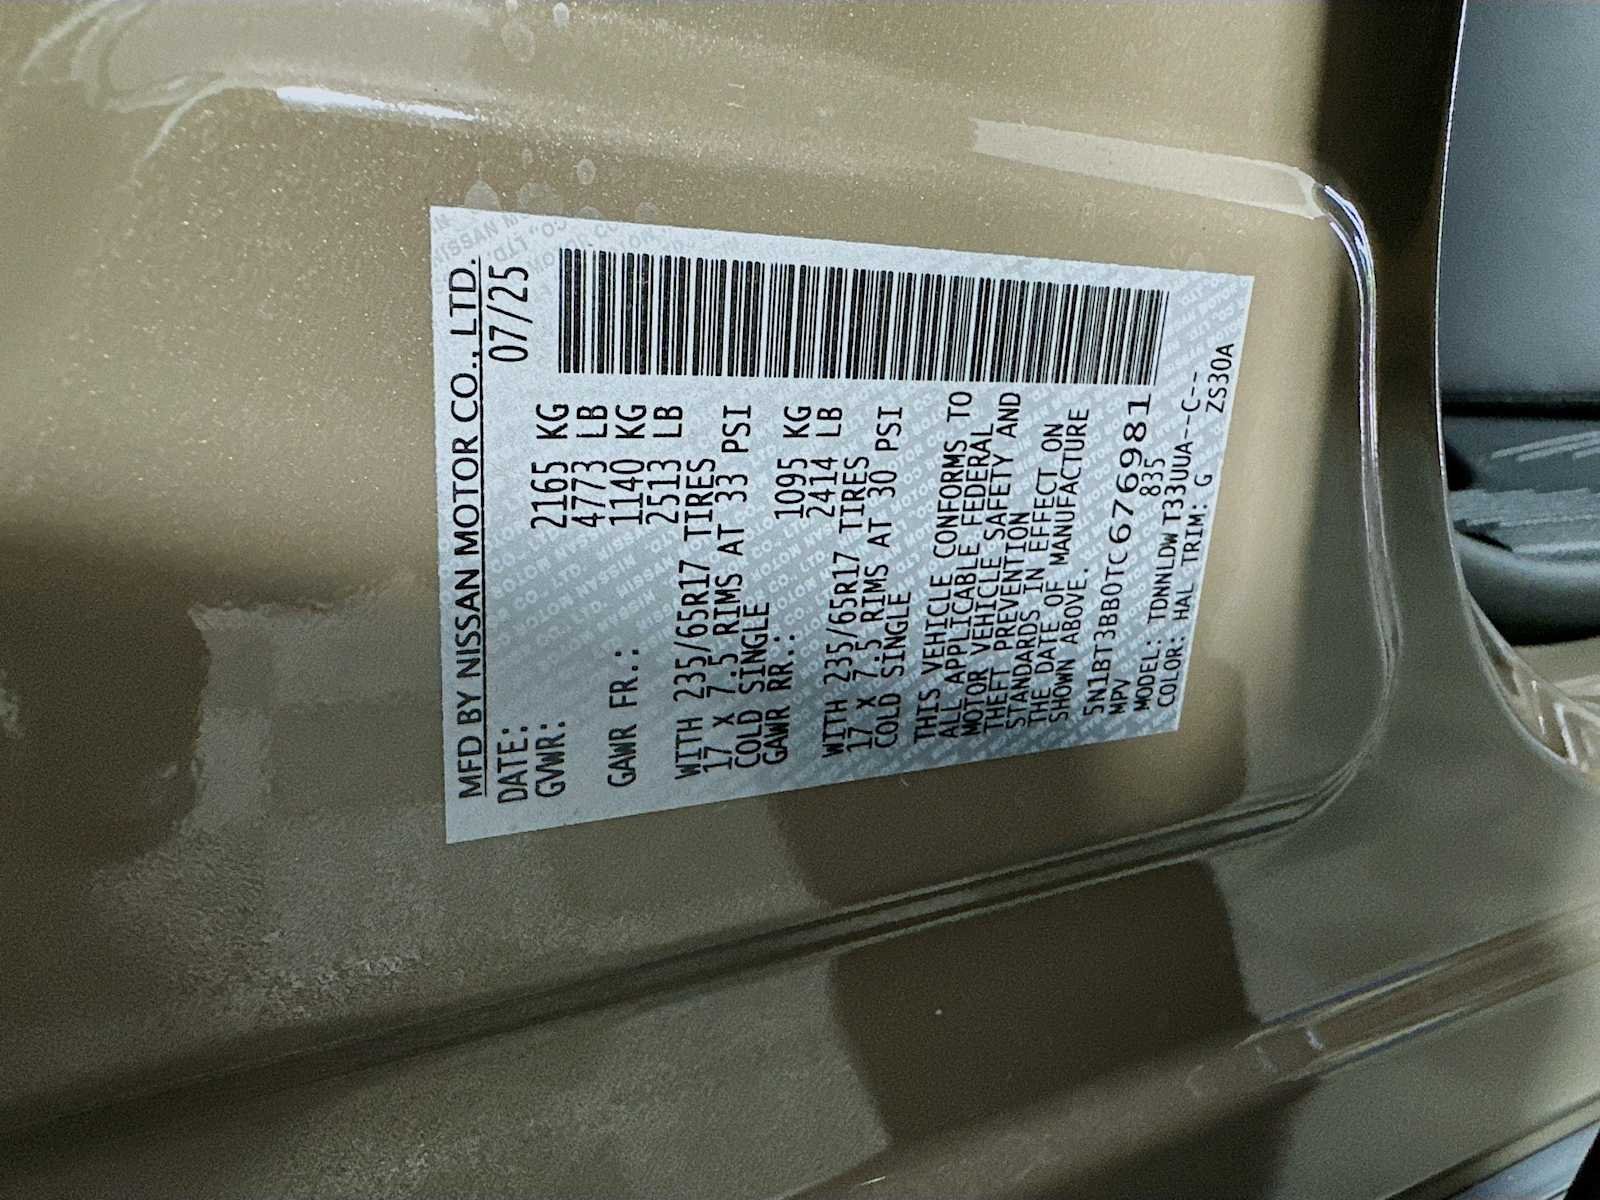 MFD BY NISSAN MOTOR CO., LTD.
DATE: 07/25
GVWR: 2165 KG
4773 LB
GAWR FR.: 1140 KG
2513 LB
WITH 235/65R17 TIRES
17 X 7.5 RIMS AT 33 PSI
COLD SINGLE
GAWR RR.: 1095 KG
2414 LB
WITH 235/65R17 TIRES
17 X 7.5 RIMS AT 30 PSI
COLD SINGLE
THIS VEHICLE CONFORMS TO
ALL APPLICABLE FEDERAL
MOTOR VEHICLE SAFETY AND
THEFT PREVENTION
STANDARDS IN EFFECT ON
THE DATE OF MANUFACTURE
SHOWN ABOVE.
5N1BT3BB0TC676981
MPV 835
MODEL: TDNNLDW T33UUA--C---
COLOR: HAL TRIM: G ZS30A